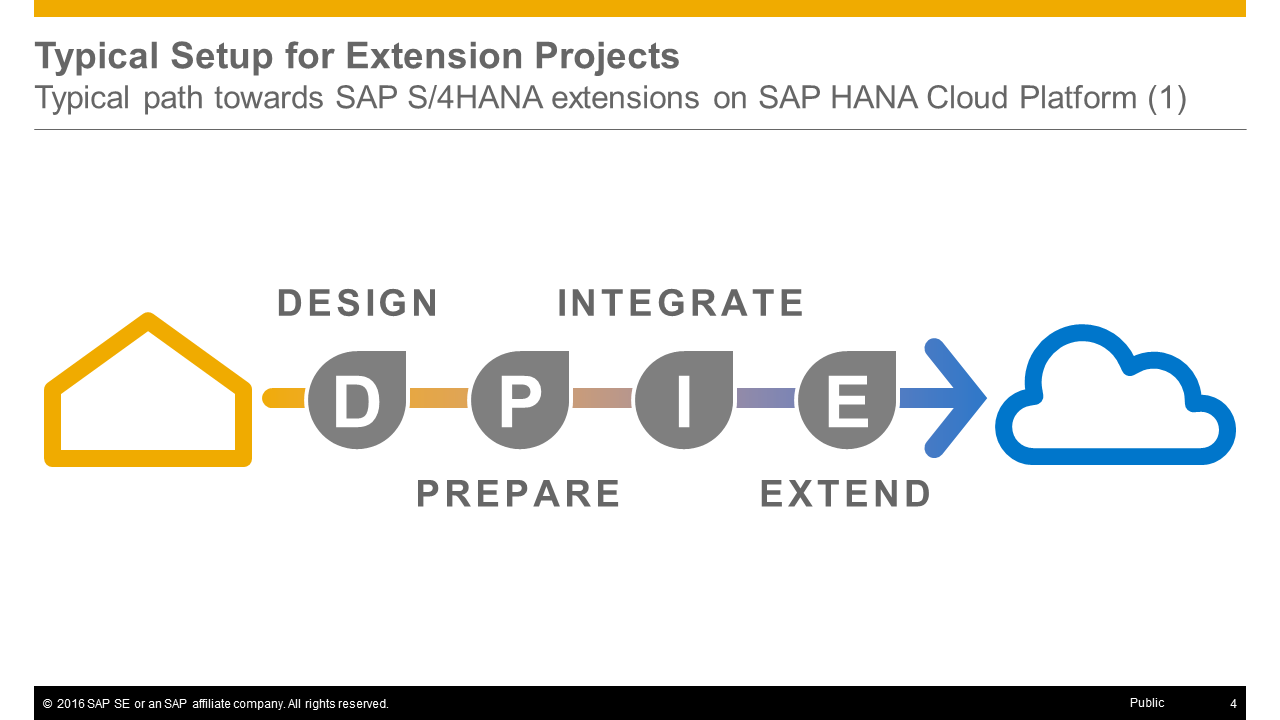 Typical Setup for Extension Projects
Typical path towards SAP S/4HANA extensions on SAP HANA Cloud Platform (1)
DESIGN
INTEGRATE
D P I E
PREPARE
EXTEND
© 2016 SAP SE or an SAP affiliate company. All rights reserved.
Public
4